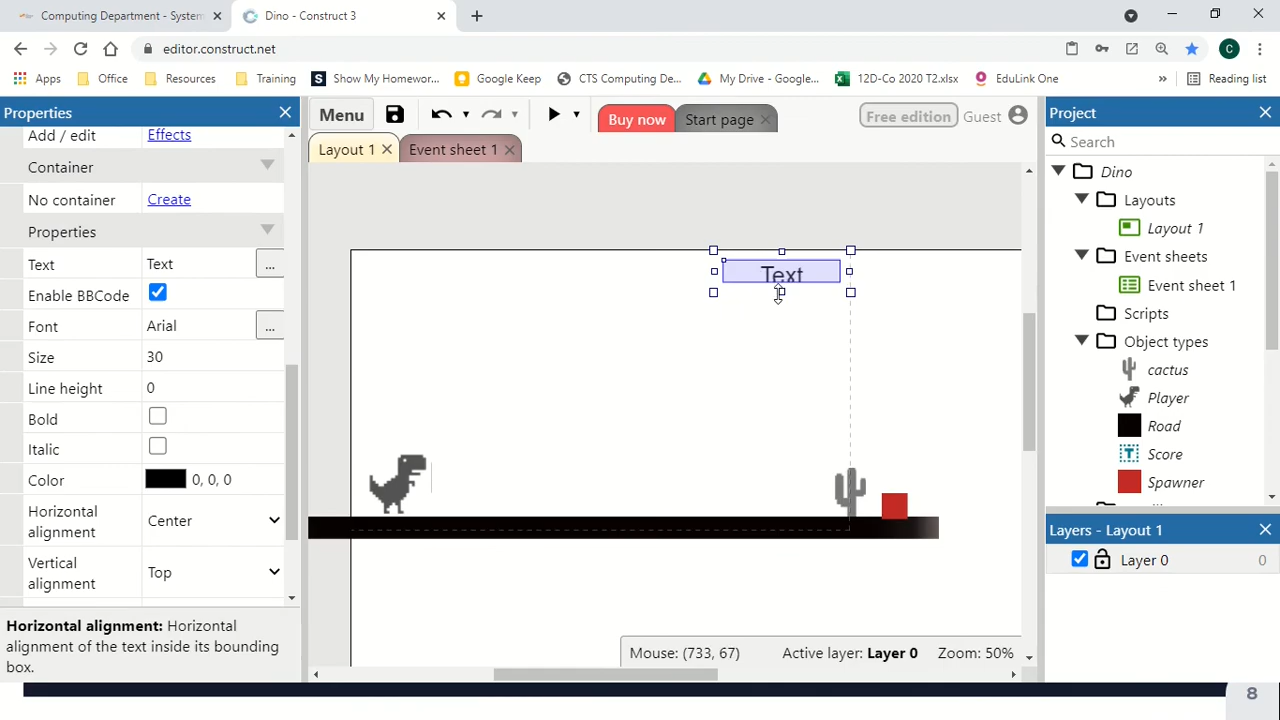 Computing Department - System
Dino - Construct 3
editor.construct.net
Apps
Office
Resources
Training
Show My Homewor...
Google Keep
CTS Computing De...
My Drive - Google...
12D-Co 2020 T2.xlsx
EduLink One
»
Reading list
Properties
Menu
Buy now
Start page
Free edition
Guest
Project
Layout 1
Event sheet 1
Search
Add / edit Effects
Container
No container Create
Properties
Text Text ...
Enable BBCode
Font Arial ...
Size 30
Line height 0
Bold
Italic
Color 0, 0, 0
Horizontal
alignment
Center
Vertical
alignment
Top
Horizontal alignment: Horizontal
alignment of the text inside its bounding
box.
Text
Mouse: (733, 67)
Active layer: Layer 0
Zoom: 50%
Dino
Layouts
Layout 1
Event sheets
Event sheet 1
Scripts
Object types
cactus
Player
Road
T Score
Spawner
Layers - Layout 1
Layer 0 0
C
8